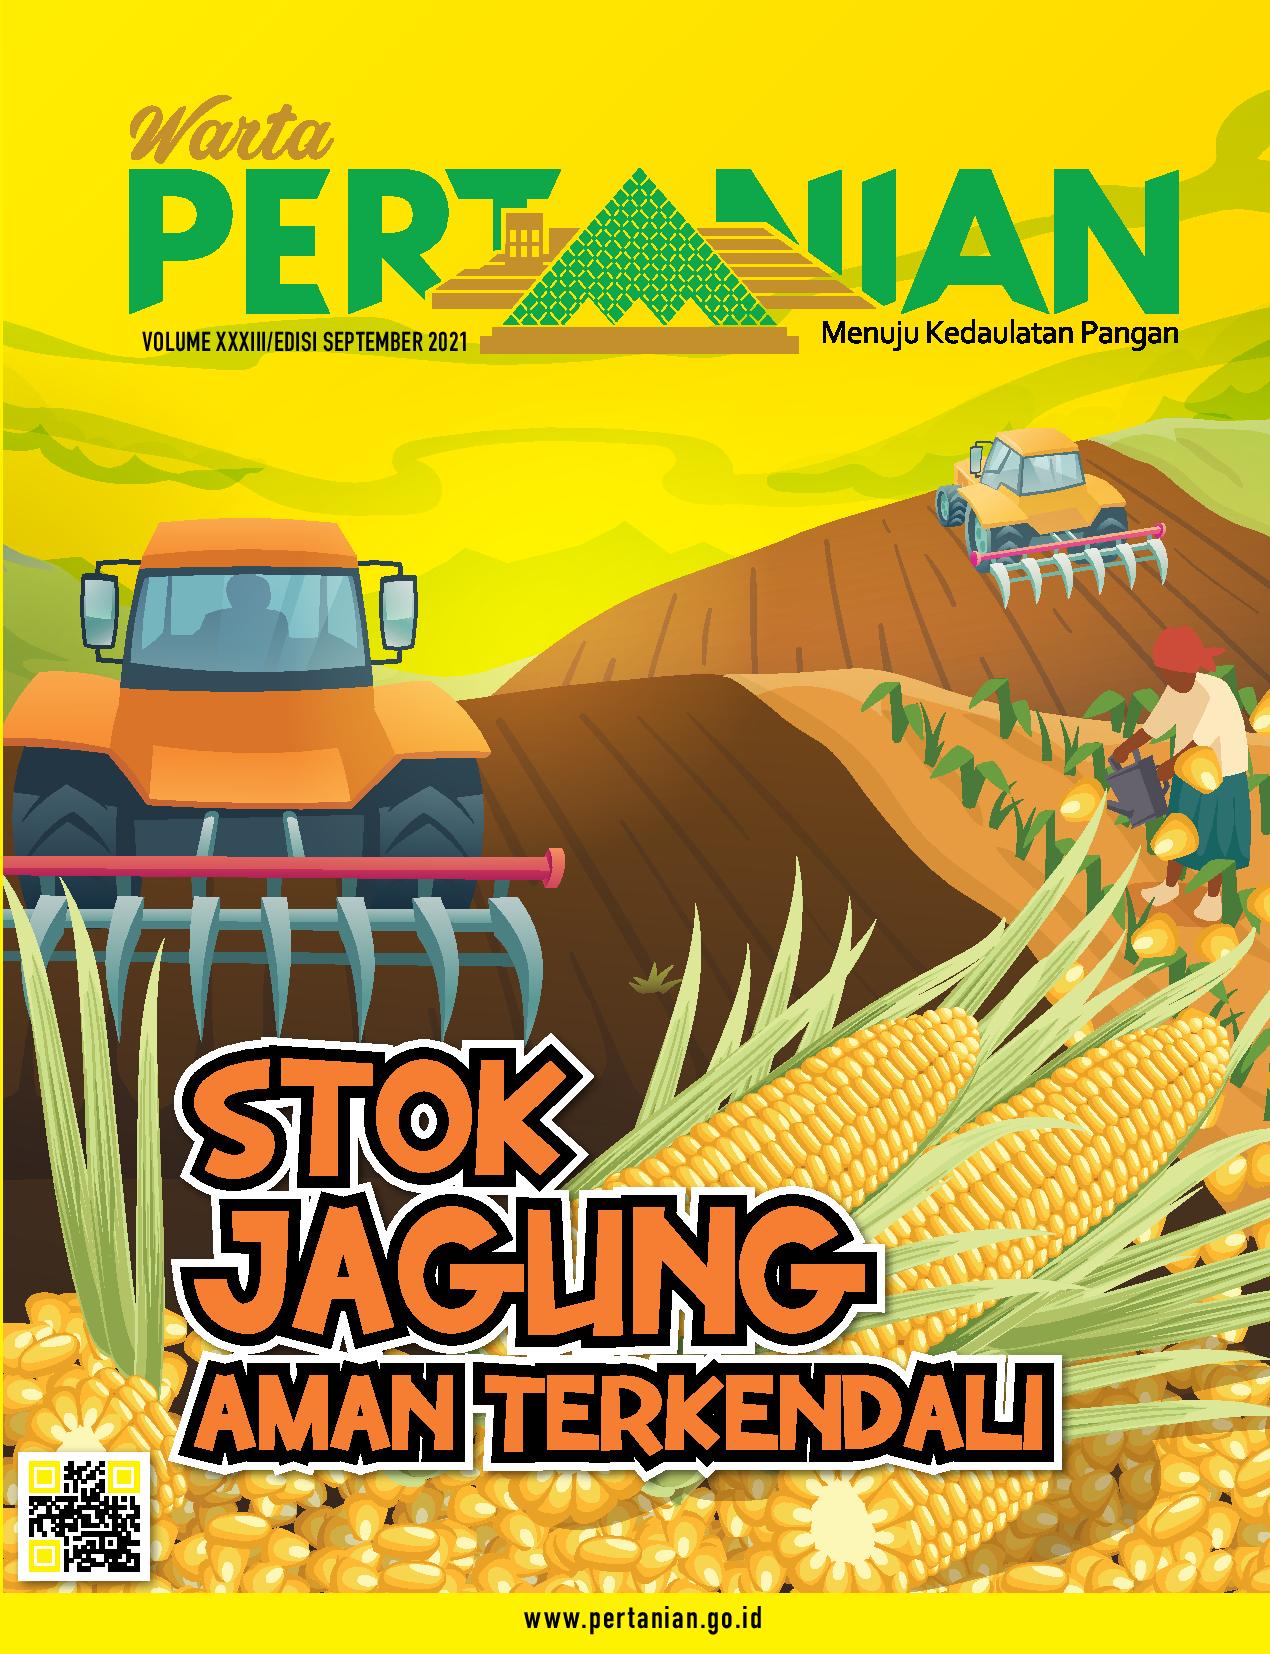 Warta
PERTANIAN
VOLUME XXXIII/EDISI SEPTEMBER 2021
Menuju Kedaulatan Pangan
STOK
JAGUNG
AMAN TERKENDALI
www.pertanian.go.id